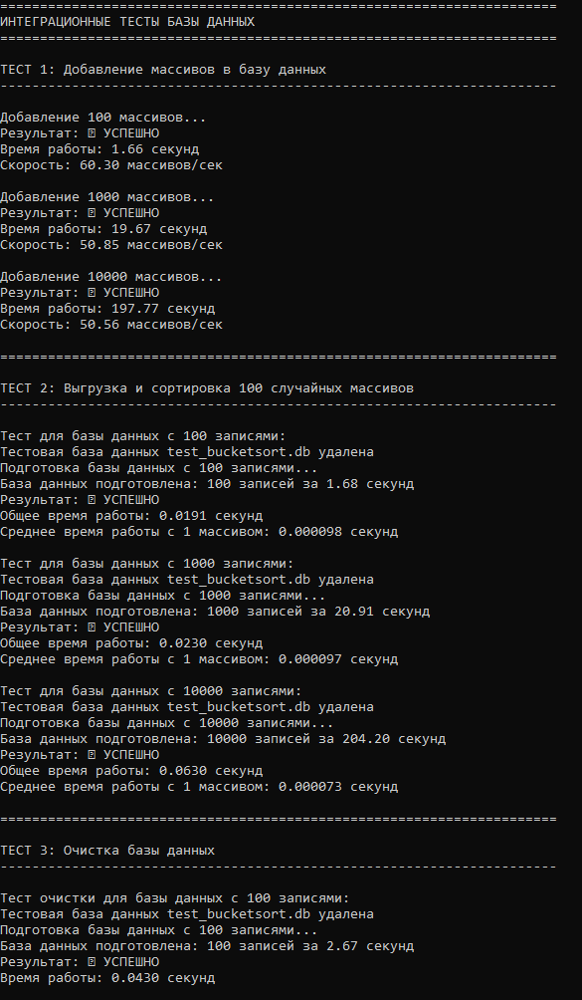 ======================================================================
ИНТЕГРАЦИОННЫЕ ТЕСТЫ БАЗЫ ДАННЫХ
======================================================================
ТЕСТ 1: Добавление массивов в базу данных
----------------------------------------------------------------------
Добавление 100 массивов...
Результат: ⍰ УСПЕШНО
Время работы: 1.66 секунд
Скорость: 60.30 массивов/сек
Добавление 1000 массивов...
Результат: ⍰ УСПЕШНО
Время работы: 19.67 секунд
Скорость: 50.85 массивов/сек
Добавление 10000 массивов...
Результат: ⍰ УСПЕШНО
Время работы: 197.77 секунд
Скорость: 50.56 массивов/сек
======================================================================
ТЕСТ 2: Выгрузка и сортировка 100 случайных массивов
----------------------------------------------------------------------
Тест для базы данных с 100 записями:
Тестовая база данных test_bucketsort.db удалена
Подготовка базы данных с 100 записями...
База данных подготовлена: 100 записей за 1.68 секунд
Результат: ⍰ УСПЕШНО
Общее время работы: 0.0191 секунд
Среднее время работы с 1 массивом: 0.000098 секунд
Тест для базы данных с 1000 записями:
Тестовая база данных test_bucketsort.db удалена
Подготовка базы данных с 1000 записями...
База данных подготовлена: 1000 записей за 20.91 секунд
Результат: ⍰ УСПЕШНО
Общее время работы: 0.0230 секунд
Среднее время работы с 1 массивом: 0.000097 секунд
Тест для базы данных с 10000 записями:
Тестовая база данных test_bucketsort.db удалена
Подготовка базы данных с 10000 записями...
База данных подготовлена: 10000 записей за 204.20 секунд
Результат: ⍰ УСПЕШНО
Общее время работы: 0.0630 секунд
Среднее время работы с 1 массивом: 0.000073 секунд
======================================================================
ТЕСТ 3: Очистка базы данных
----------------------------------------------------------------------
Тест очистки для базы данных с 100 записями:
Тестовая база данных test_bucketsort.db удалена
Подготовка базы данных с 100 записями...
База данных подготовлена: 100 записей за 2.67 секунд
Результат: ⍰ УСПЕШНО
Время работы: 0.0430 секунд